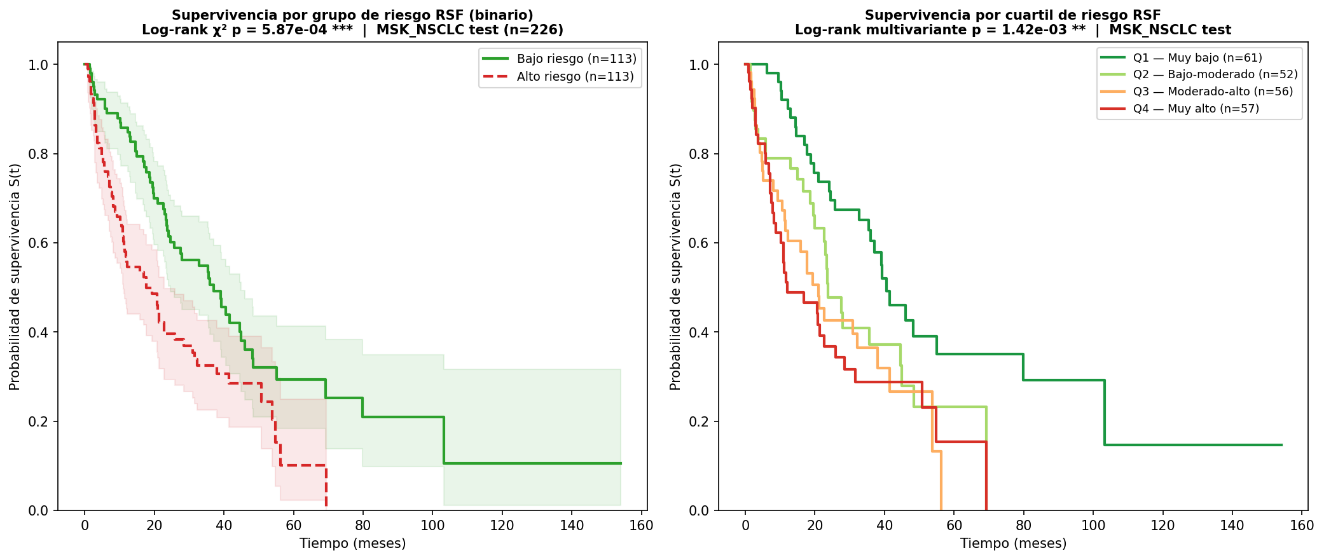 Supervivencia por grupo de riesgo RSF (binario)
Log-rank χ² p = 5.87e-04 *** | MSK_NSCLC test (n=226)
Bajo riesgo (n=113)
Alto riesgo (n=113)
Probabilidad de supervivencia S(t)
1.0
0.8
0.6
0.4
0.2
0.0
0 20 40 60 80 100 120 140 160
Tiempo (meses)
Supervivencia por cuartil de riesgo RSF
Log-rank multivariante p = 1.42e-03 ** | MSK_NSCLC test
Q1 — Muy bajo (n=61)
Q2 — Bajo-moderado (n=52)
Q3 — Moderado-alto (n=56)
Q4 — Muy alto (n=57)
Probabilidad de supervivencia S(t)
1.0
0.8
0.6
0.4
0.2
0.0
0 20 40 60 80 100 120 140 160
Tiempo (meses)